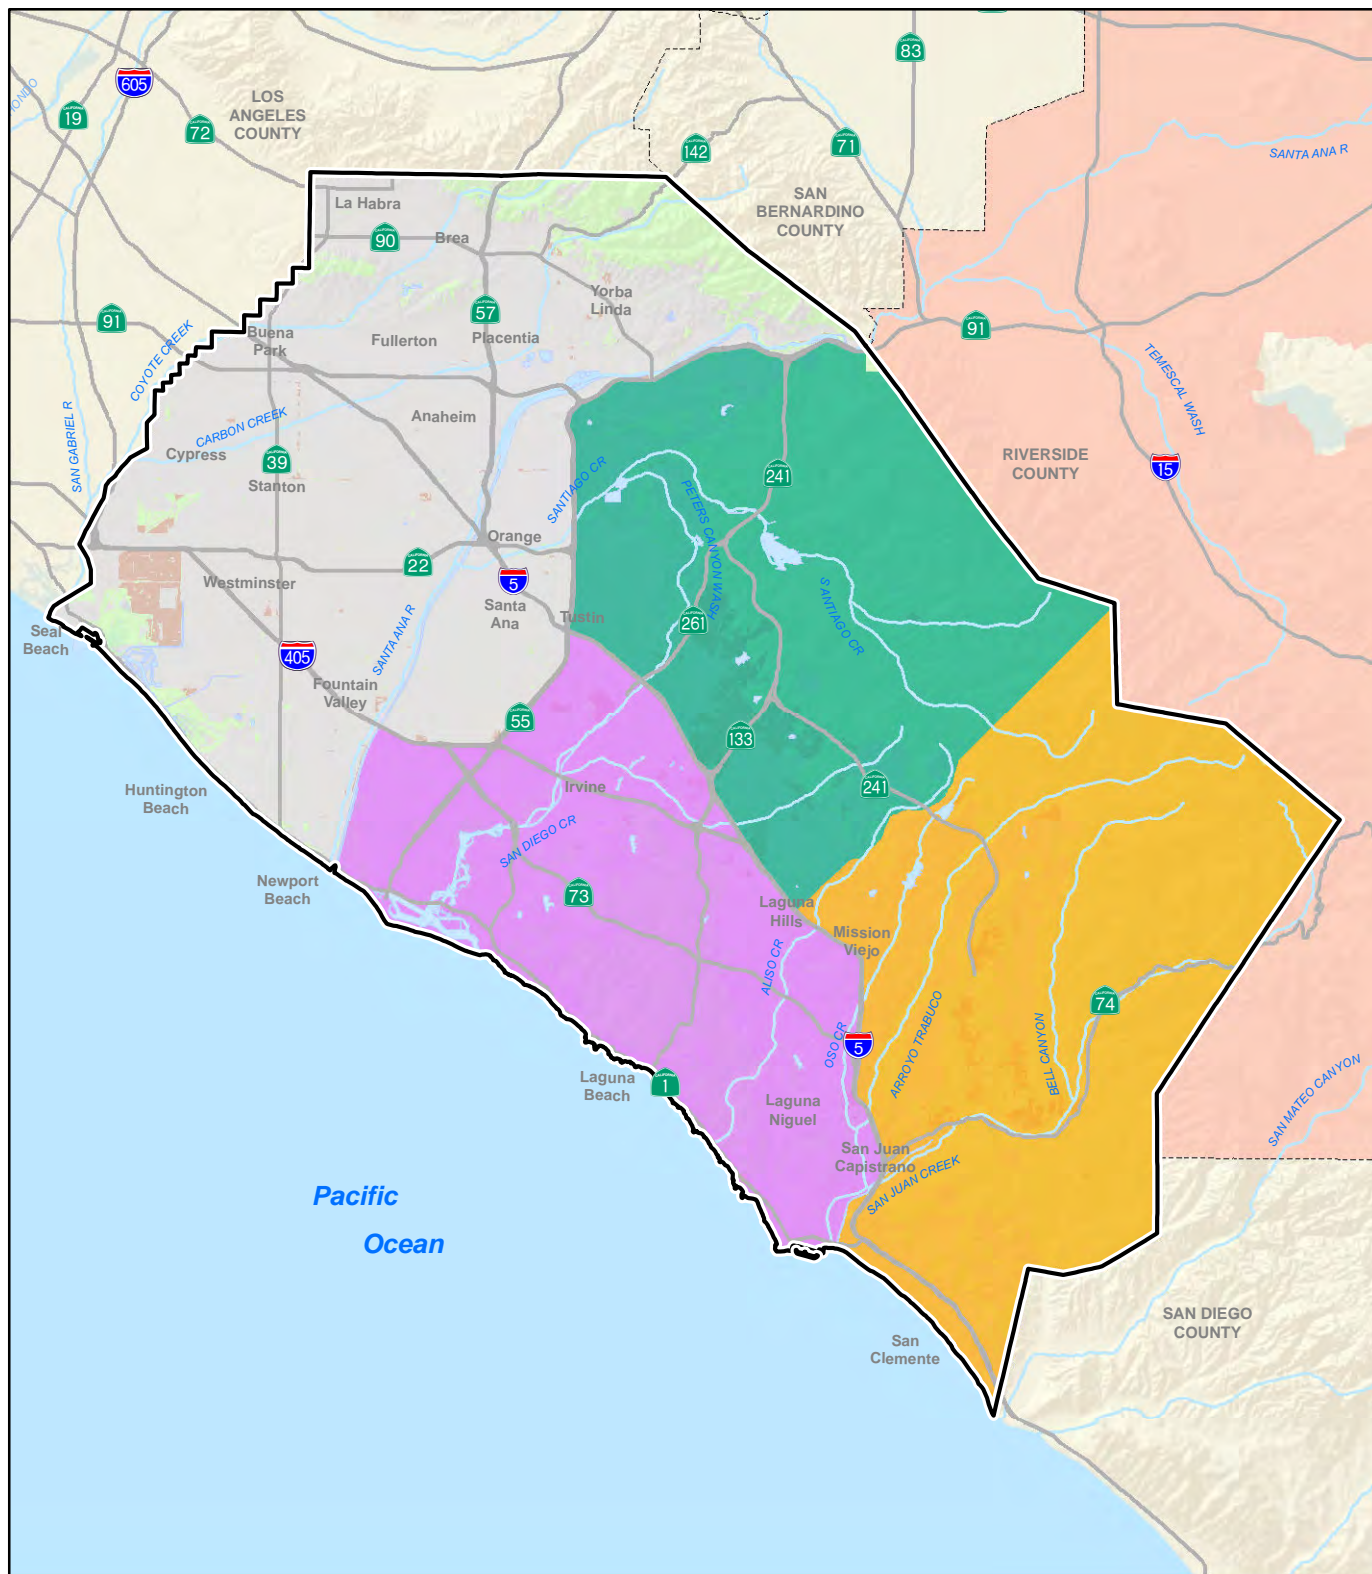 83
605
LOS
ANGELES
COUNTY
ONDO
19
72
142
71
SANTA ANA R
SAN
BERNARDINO
COUNTY
La Habra
90
Brea
Yorba
Linda
57
91
COYOTE CREEK
Buena
Park
Fullerton
Placentia
91
TEMESCAL WASH
SAN GABRIEL R
CARBON CREEK
Anaheim
Cypress
39
Stanton
SANTIAGO CR
241
PETERS CANYON WASH
RIVERSIDE
COUNTY
15
Orange
22
5
Westminster
Santa
Ana
Tustin
261
S SANTIAGO CR
Seal
Beach
405
SANTA ANA R
Fountain
Valley
55
133
Huntington
Beach
Irvine
241
SAN DIEGO CR
Newport
Beach
73
Laguna
Hills
Mission
Viejo
ALISO CR
74
ARROYO TRABUCO
OSO CR
5
BELL CANYON
Laguna
Beach
1
Laguna
Niguel
SAN MATEO CANYON
San Juan
Capistrano
SAN JUAN CREEK
Pacific
Ocean
SAN DIEGO
COUNTY
San
Clemente